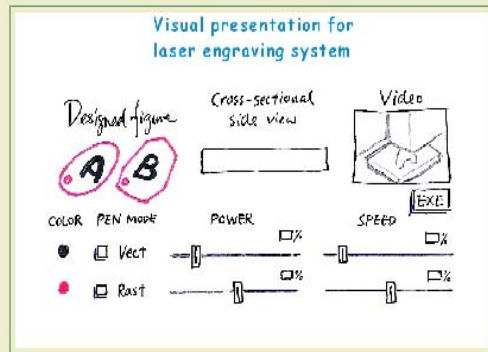 Visual presentation for
laser engraving system
Designed figure
Cross-sectional
side view
Video
A B
EXE
COLOR PEN MODE POWER SPEED
Vect % %
Rast % %